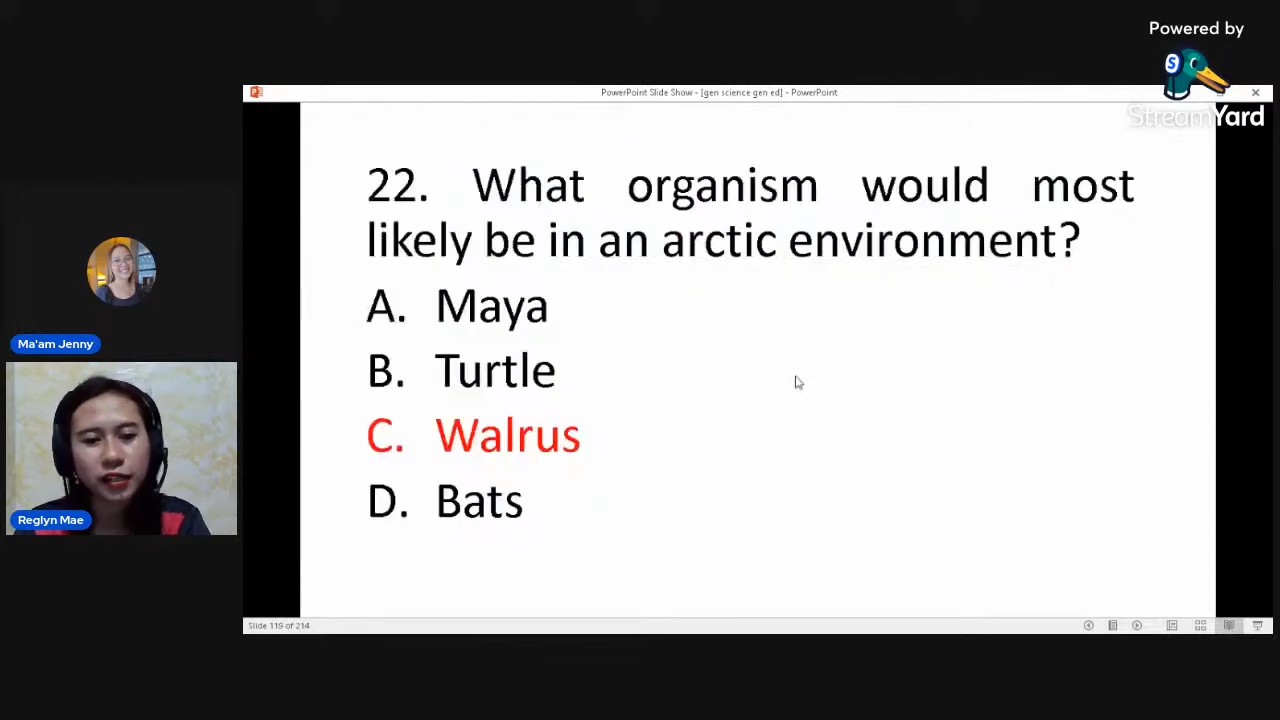 Powered by
S
StreamYard
PowerPoint Slide Show - [gen science gen ed] - PowerPoint
22. What organism would most
likely be in an arctic environment?
A. Maya
B. Turtle
C. Walrus
D. Bats
Ma'am Jenny
Reglyn Mae
Slide 119 of 214